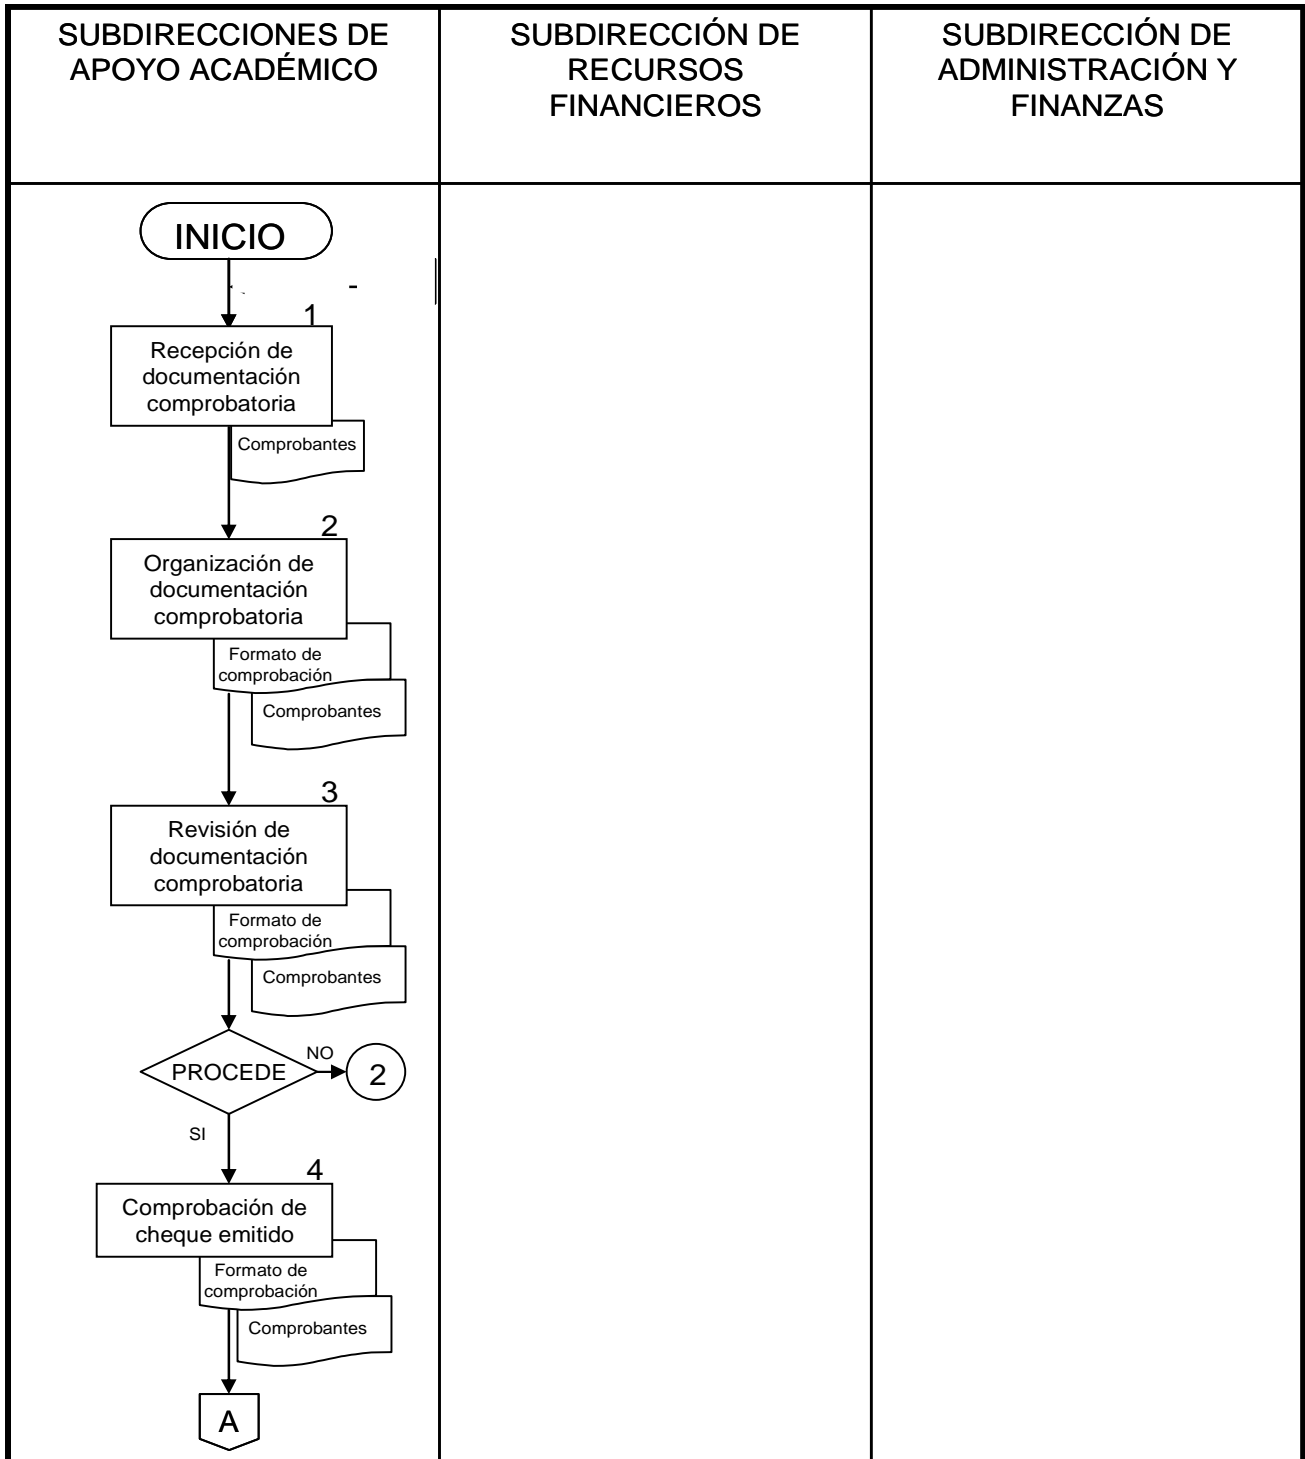 SUBDIRECCIONES DE
APOYO ACADÉMICO
SUBDIRECCIÓN DE
RECURSOS
FINANCIEROS
SUBDIRECCIÓN DE
ADMINISTRACIÓN Y
FINANZAS
INICIO
1
Recepción de
documentación
comprobatoria
Comprobantes
2
Organización de
documentación
comprobatoria
Formato de
comprobación
Comprobantes
3
Revisión de
documentación
comprobatoria
Formato de
comprobación
Comprobantes
PROCEDE
NO
2
SI
4
Comprobación de
cheque emitido
Formato de
comprobación
Comprobantes
A